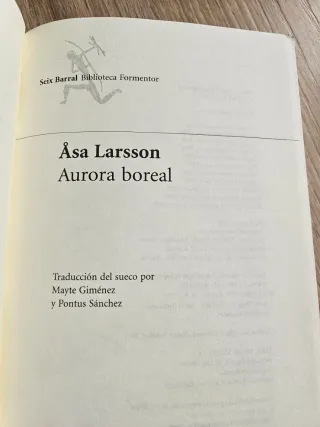 Seix Barral Biblioteca Formentor
Åsa Larsson
Aurora boreal
Traducción del sueco por
Mayte Giménez
y Pontus Sánchez